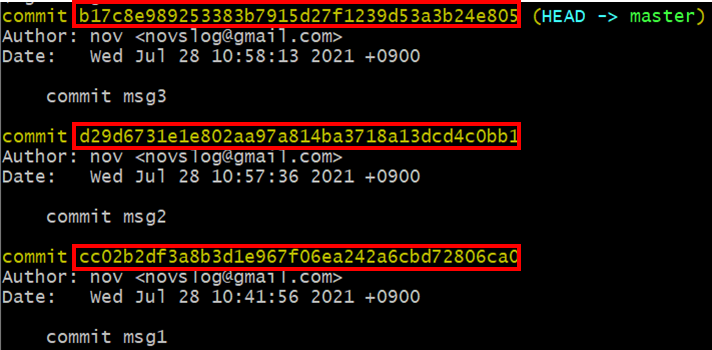 commit b17c8e989253383b7915d27f1239d53a3b24e805 (HEAD -> master)
Author: nov <novslog@gmail.com>
Date:   Wed Jul 28 10:58:13 2021 +0900
commit msg3
commit d29d6731e1e802aa97a814ba3718a13dcd4c0bb1
Author: nov <novslog@gmail.com>
Date:   Wed Jul 28 10:57:36 2021 +0900
commit msg2
commit cc02b2df3a8b3d1e967f06ea242a6cbd72806ca0
Author: nov <novslog@gmail.com>
Date:   Wed Jul 28 10:41:56 2021 +0900
commit msg1